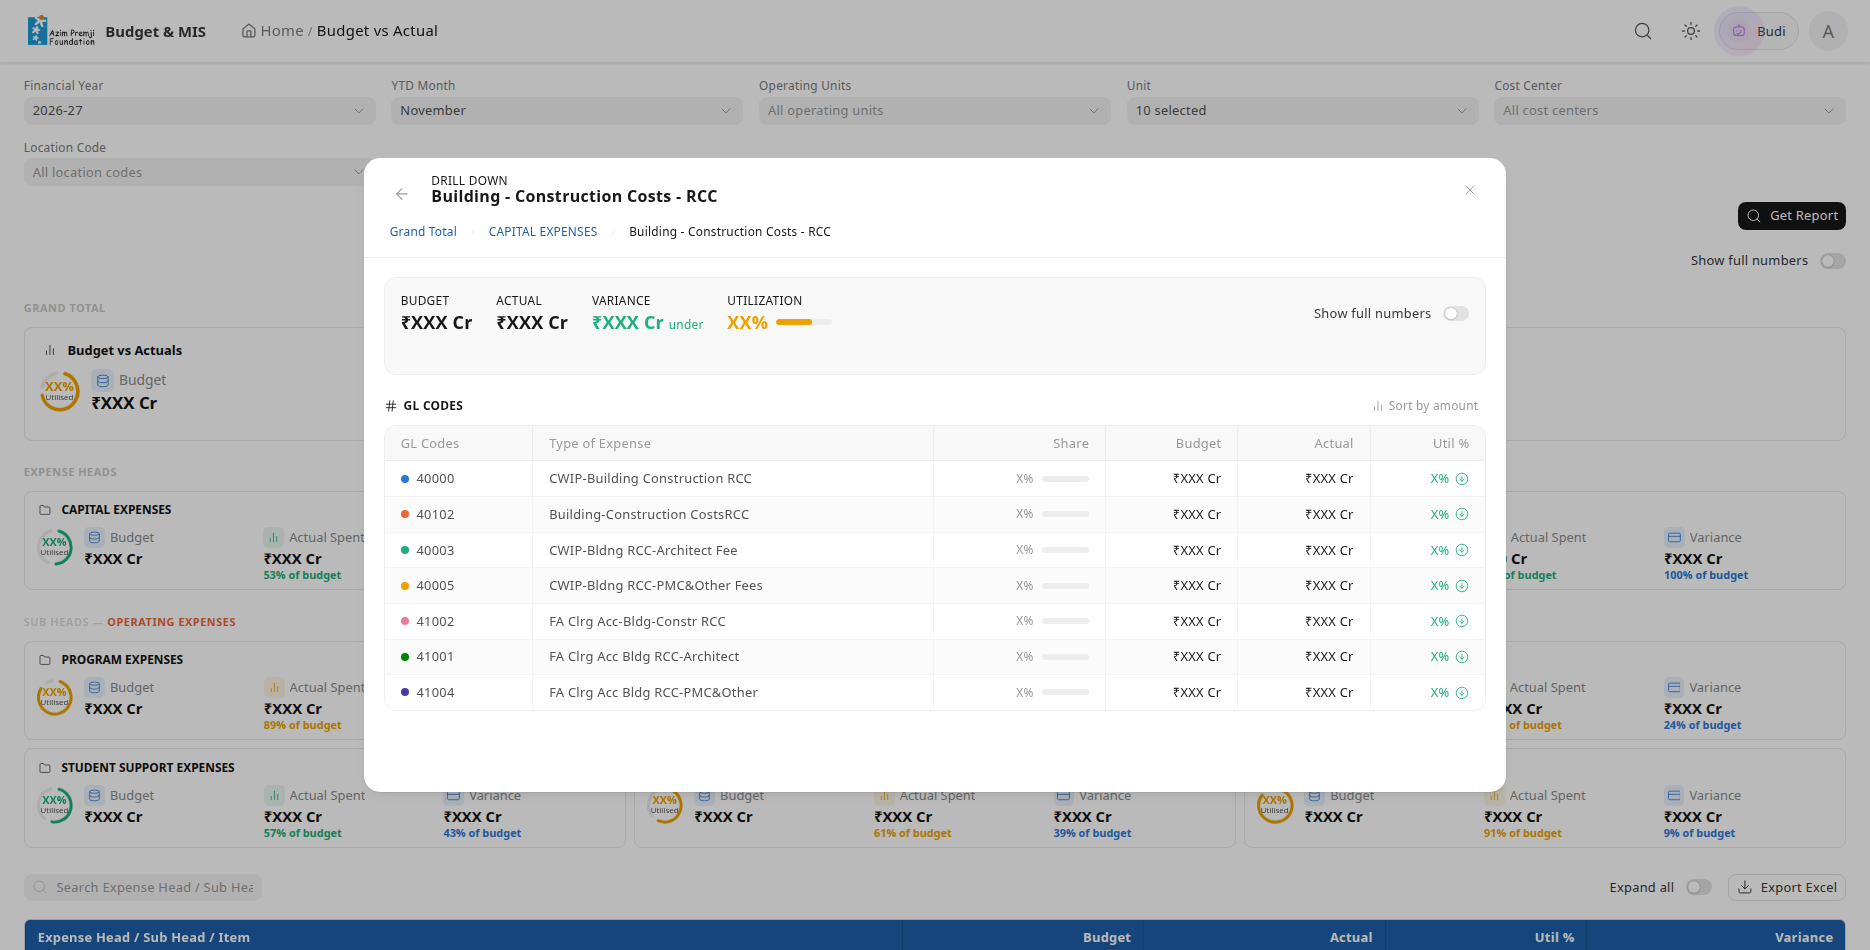 Azim Premji
Foundation
Budget & MIS
Home / Budget vs Actual
Budi
A
Financial Year
YTD Month
Operating Units
Unit
Cost Center
2026-27
November
All operating units
10 selected
All cost centers
Location Code
All location codes
Get Report
Show full numbers
DRILL DOWN
Building - Construction Costs - RCC
Grand Total
CAPITAL EXPENSES
Building - Construction Costs - RCC
BUDGET
ACTUAL
VARIANCE
UTILIZATION
₹XXX Cr
₹XXX Cr
₹XXX Cr under
XX%
Show full numbers
# GL CODES
Sort by amount
GL Codes Type of Expense Share Budget Actual Util %
40000 CWIP-Building Construction RCC X% ₹XXX Cr ₹XXX Cr X%
40102 Building-Construction CostsRCC X% ₹XXX Cr ₹XXX Cr X%
40003 CWIP-Bldng RCC-Architect Fee X% ₹XXX Cr ₹XXX Cr X%
40005 CWIP-Bldng RCC-PMC&Other Fees X% ₹XXX Cr ₹XXX Cr X%
41002 FA Clrg Acc-Bldg-Constr RCC X% ₹XXX Cr ₹XXX Cr X%
41001 FA Clrg Acc Bldg RCC-Architect X% ₹XXX Cr ₹XXX Cr X%
41004 FA Clrg Acc Bldg RCC-PMC&Other X% ₹XXX Cr ₹XXX Cr X%
GRAND TOTAL
Budget vs Actuals
XX%
Utilised
Budget
₹XXX Cr
EXPENSE HEADS
CAPITAL EXPENSES
XX%
Utilised
Budget
₹XXX Cr
Actual Spent
₹XXX Cr
53% of budget
Actual Spent
Cr
of budget
Variance
₹XXX Cr
100% of budget
SUB HEADS — OPERATING EXPENSES
PROGRAM EXPENSES
XX%
Utilised
Budget
₹XXX Cr
Actual Spent
₹XXX Cr
89% of budget
Actual Spent
XX Cr
of budget
Variance
₹XXX Cr
24% of budget
STUDENT SUPPORT EXPENSES
XX%
Utilised
Budget
₹XXX Cr
Actual Spent
₹XXX Cr
57% of budget
Variance
₹XXX Cr
43% of budget
XX%
Utilised
Budget
₹XXX Cr
Actual Spent
₹XXX Cr
61% of budget
Variance
₹XXX Cr
39% of budget
XX%
Utilised
Budget
₹XXX Cr
Actual Spent
₹XXX Cr
91% of budget
Variance
₹XXX Cr
9% of budget
Search Expense Head / Sub Hea
Expand all
Export Excel
Expense Head / Sub Head / Item Budget Actual Util % Variance